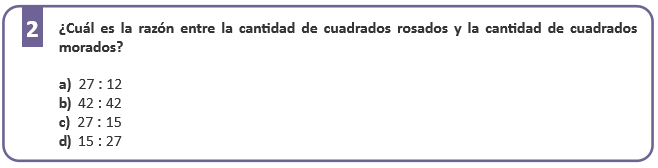 2
¿Cuál es la razón entre la cantidad de cuadrados rosados y la cantidad de cuadrados
morados?
a) 27 : 12
b) 42 : 42
c) 27 : 15
d) 15 : 27